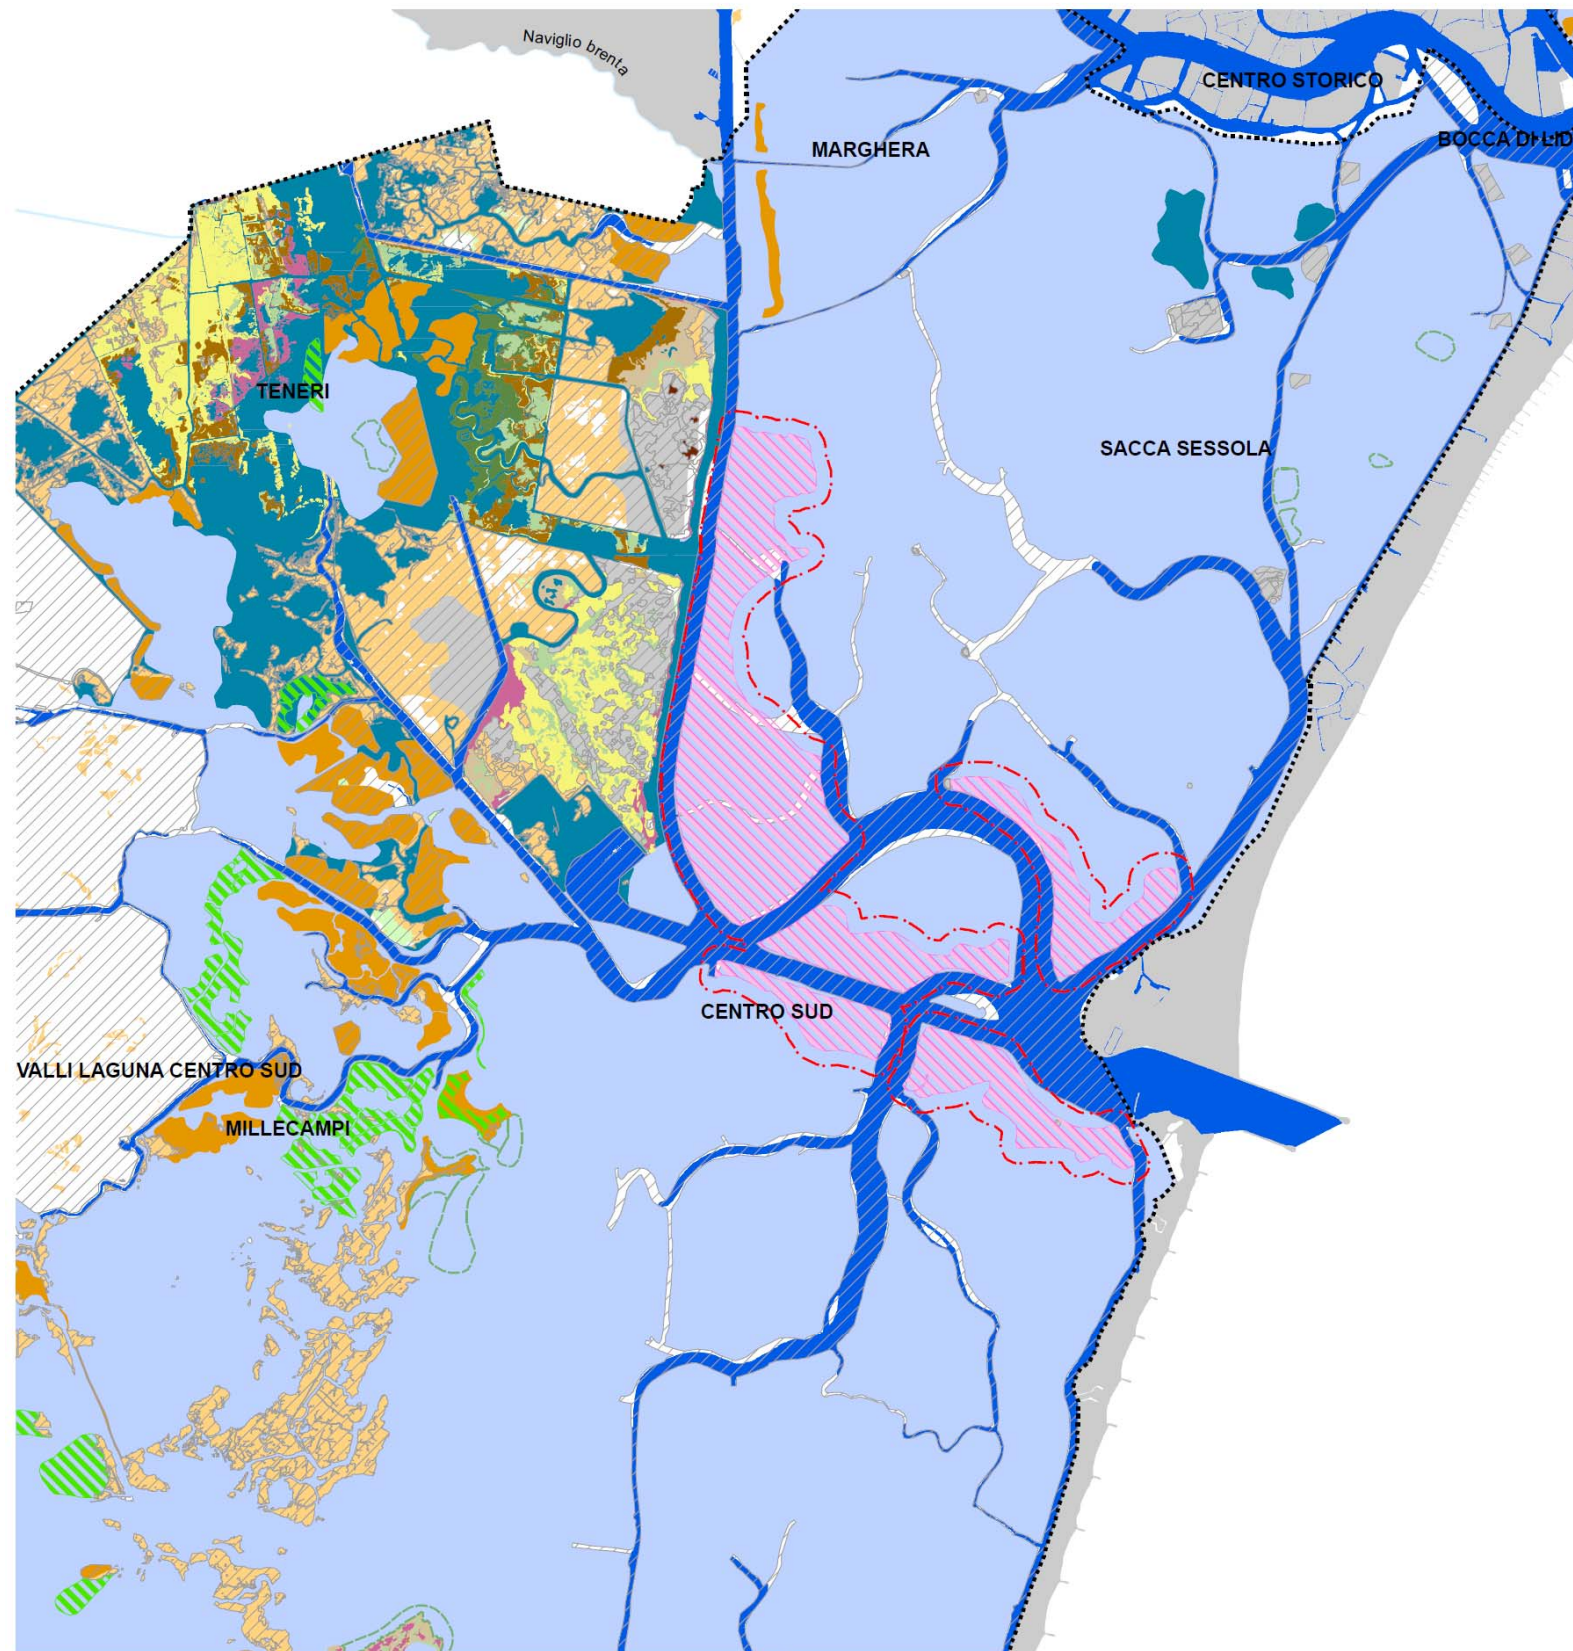 Naviglio brenta
CENTRO STORICO
BOCCA DI LID
MARGHERA
TENERI
SACCA SESSOLA
CENTRO SUD
VALLI LAGUNA CENTRO SUD
MILLECAMPI